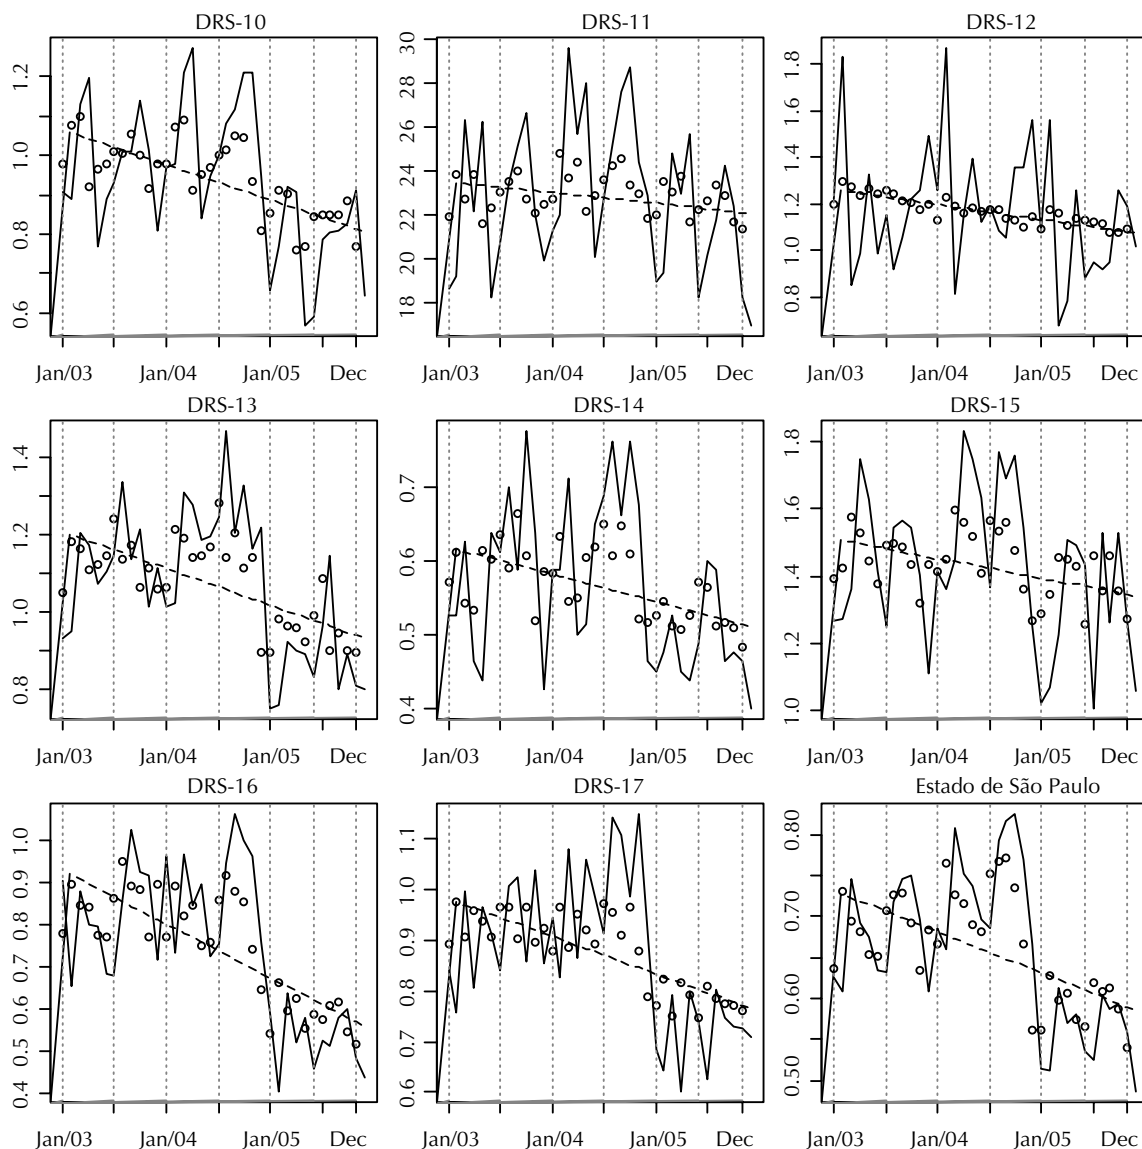 DRS-10 DRS-11 DRS-12
1.2 1.0 0.8 0.6
30 28 26 24 22 20 18
1.8 1.6 1.4 1.2 1.0 0.8
Jan/03 Jan/04 Jan/05 Dec Jan/03 Jan/04 Jan/05 Dec Jan/03 Jan/04 Jan/05 Dec
DRS-13 DRS-14 DRS-15
1.4 1.2 1.0 0.8
0.7 0.6 0.5 0.4
1.8 1.6 1.4 1.2 1.0
Jan/03 Jan/04 Jan/05 Dec Jan/03 Jan/04 Jan/05 Dec Jan/03 Jan/04 Jan/05 Dec
DRS-16 DRS-17 Estado de São Paulo
1.0 0.9 0.8 0.7 0.6 0.5 0.4
1.1 1.0 0.9 0.8 0.7 0.6
0.80 0.70 0.60 0.50
Jan/03 Jan/04 Jan/05 Dec Jan/03 Jan/04 Jan/05 Dec Jan/03 Jan/04 Jan/05 Dec